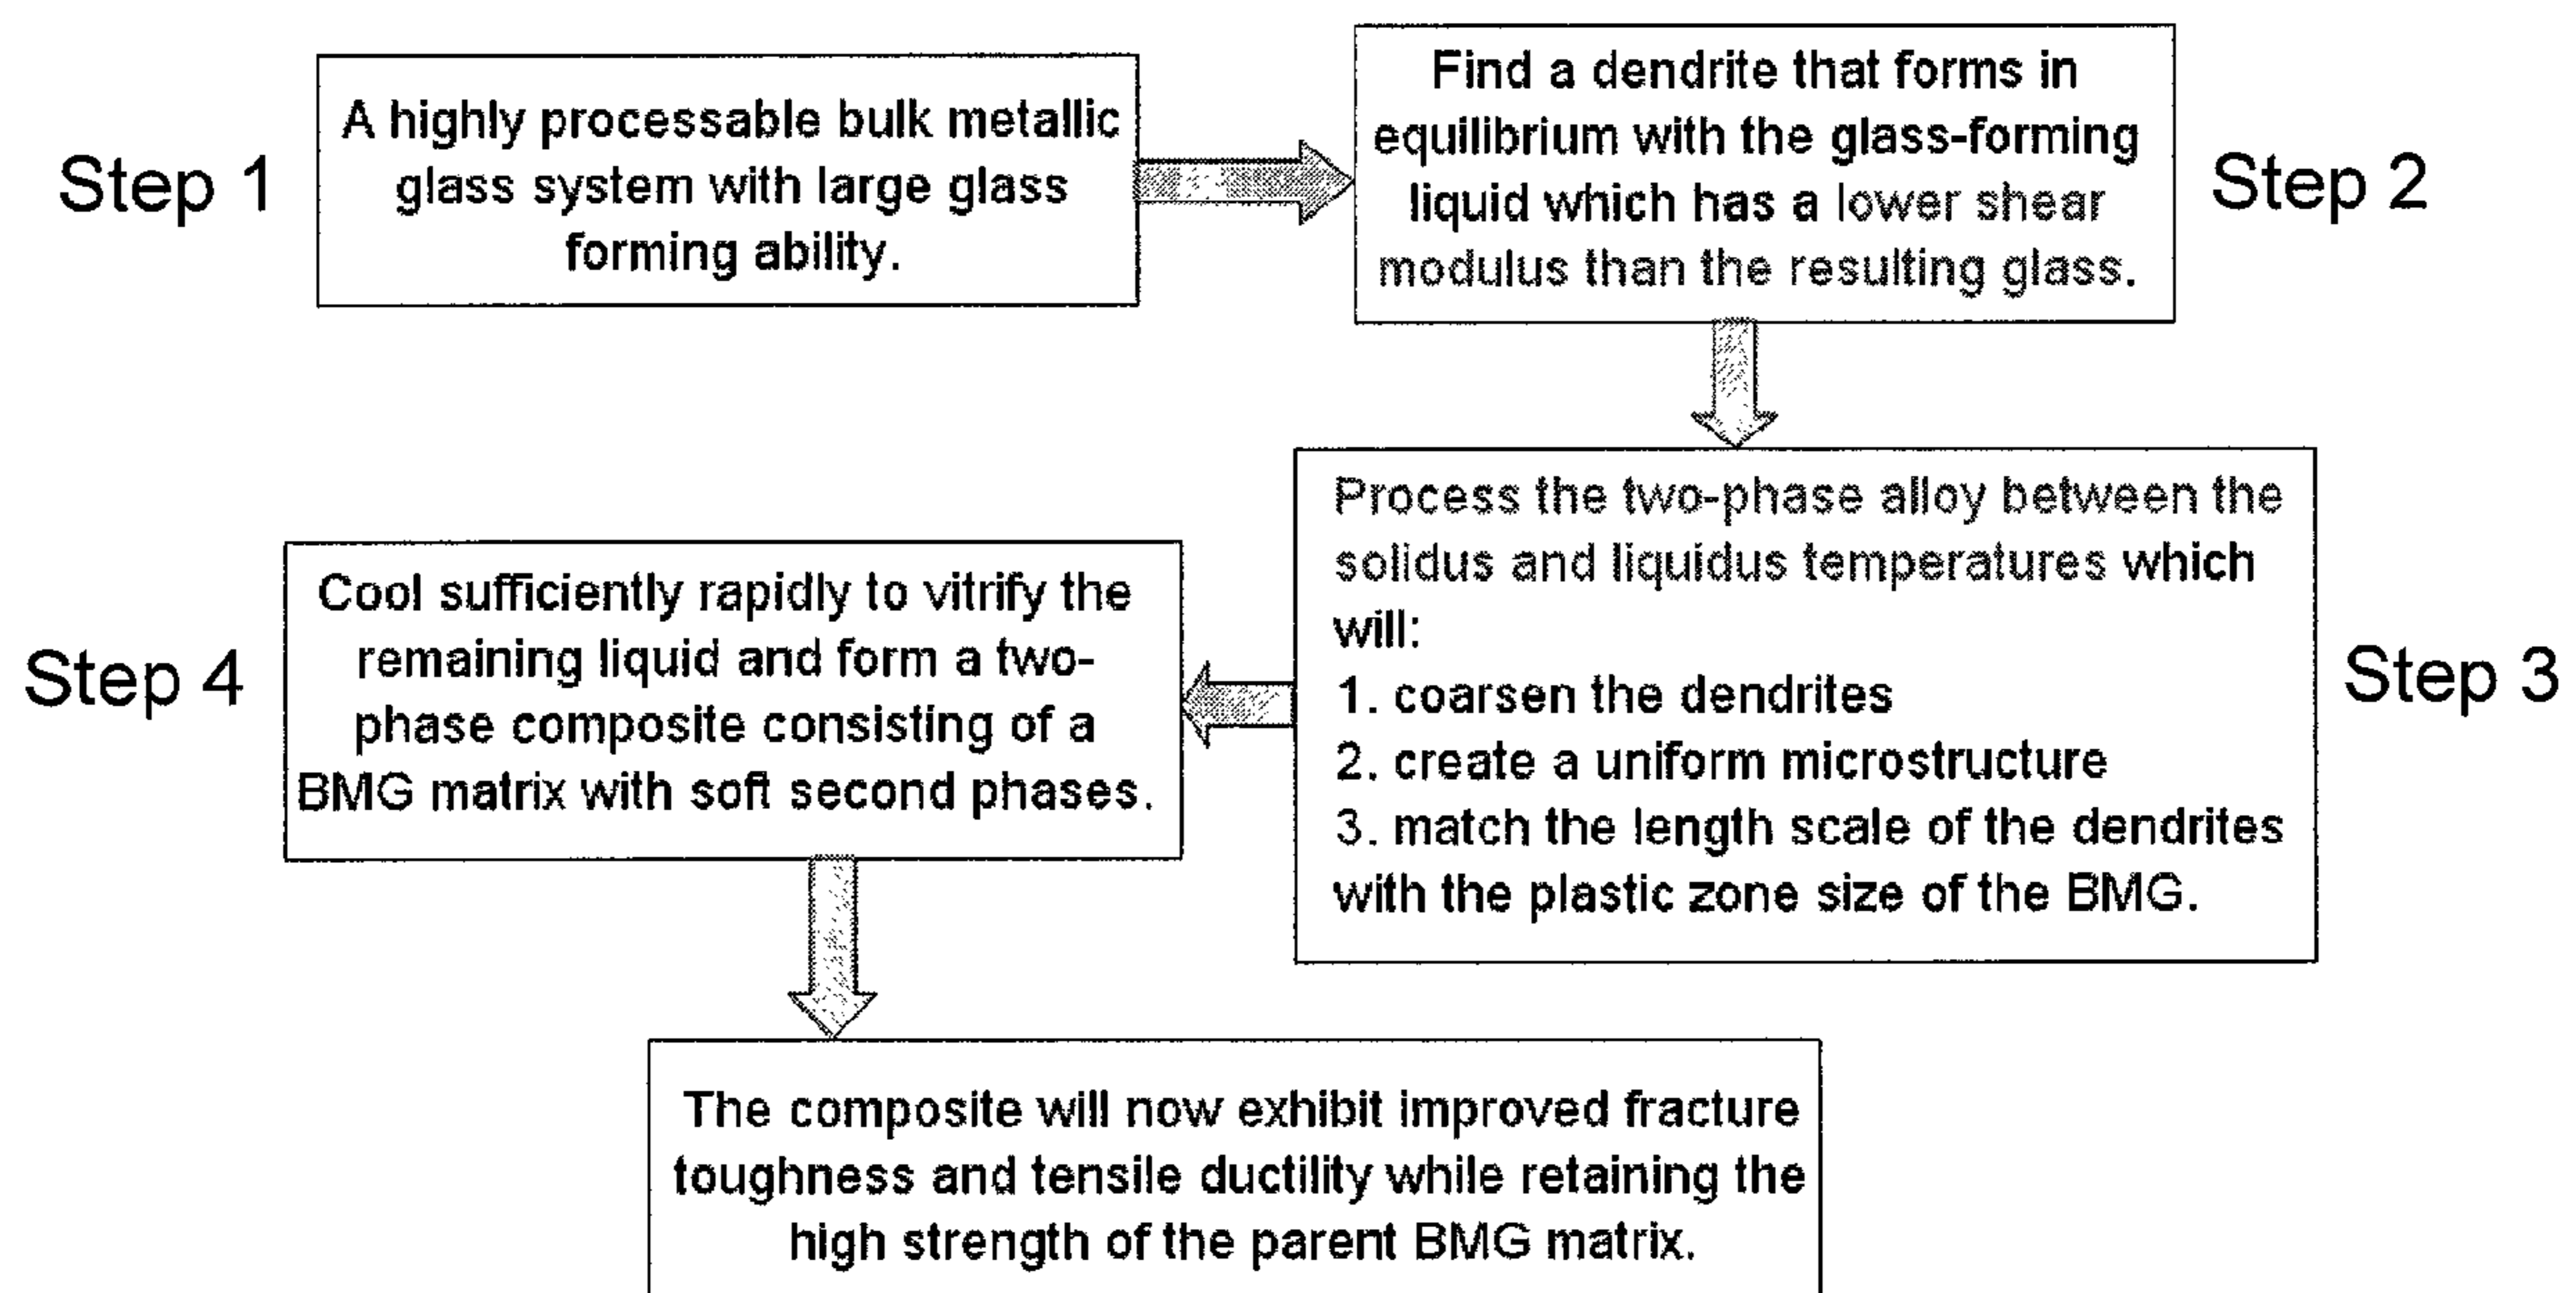 Step 1
A highly processable bulk metallic
glass system with large glass
forming ability.
Find a dendrite that forms in
equilibrium with the glass-forming
liquid which has a lower shear
modulus than the resulting glass.
Step 2
Process the two-phase alloy between the
solidus and liquidus temperatures which
will:
1. coarsen the dendrites
2. create a uniform microstructure
3. match the length scale of the dendrites
with the plastic zone size of the BMG.
Step 3
Step 4
Cool sufficiently rapidly to vitrify the
remaining liquid and form a two-
phase composite consisting of a
BMG matrix with soft second phases.
The composite will now exhibit improved fracture
toughness and tensile ductility while retaining the
high strength of the parent BMG matrix.